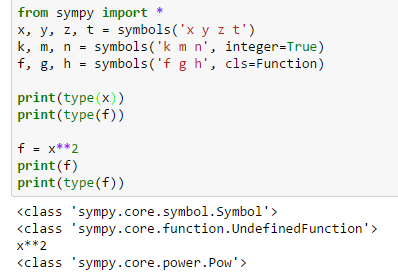 from sympy import *
x, y, z, t = symbols('x y z t')
k, m, n = symbols('k m n', integer=True)
f, g, h = symbols('f g h', cls=Function)
print(type(x))
print(type(f))
f = x**2
print(f)
print(type(f))
<class 'sympy.core.symbol.Symbol'>
<class 'sympy.core.function.UndefinedFunction'>
x**2
<class 'sympy.core.power.Pow'>